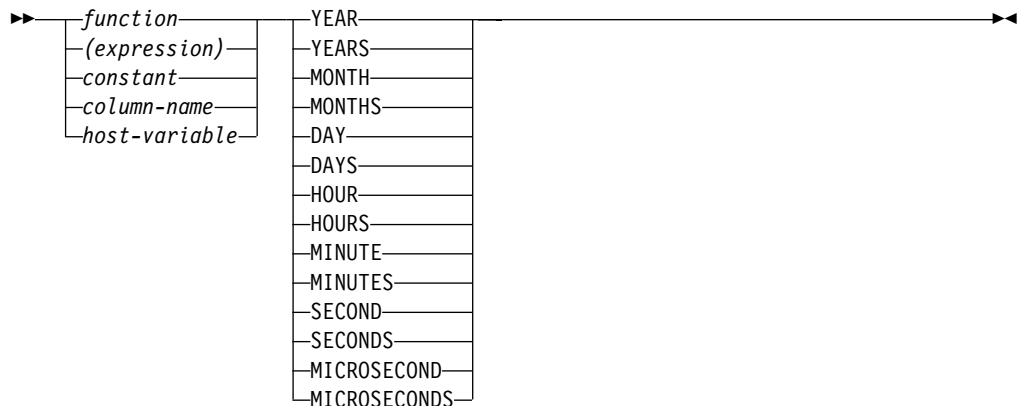 function YEAR
(expression) YEARS
constant MONTH
column-name MONTHS
host-variable DAY
DAYS
HOUR
HOURS
MINUTE
MINUTES
SECOND
SECONDS
MICROSECOND
MICROSECONDS